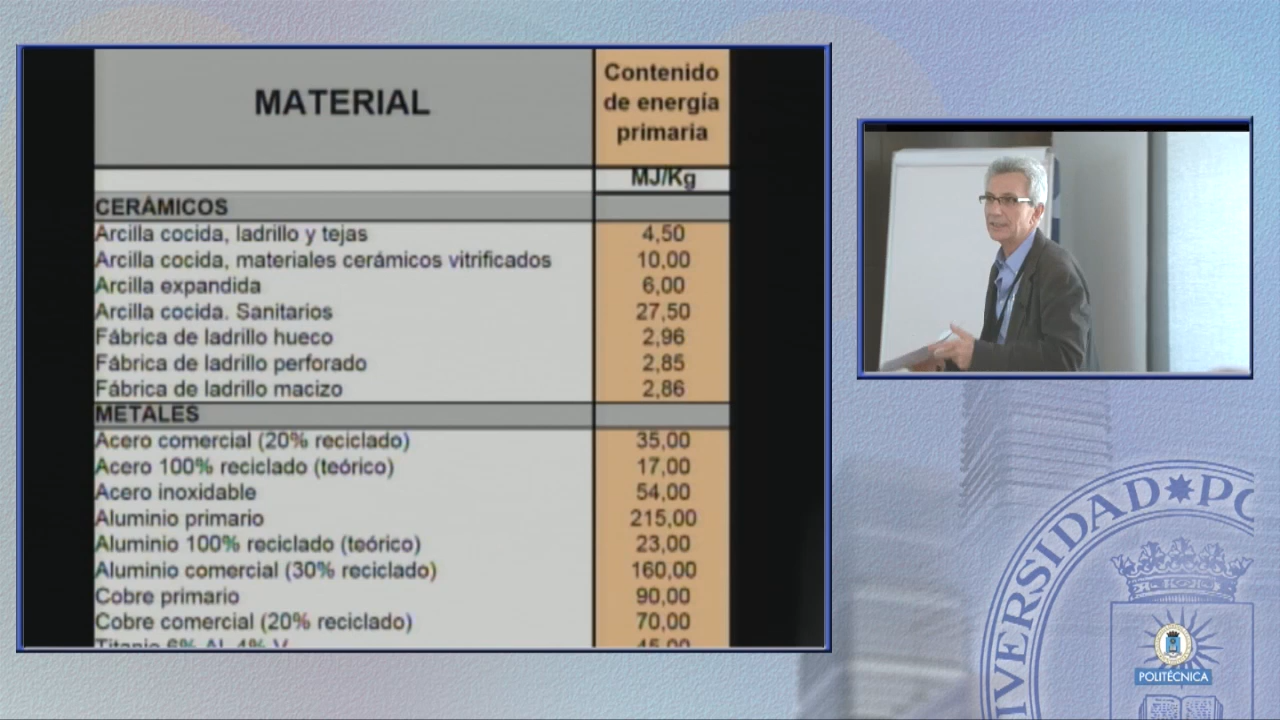 MATERIAL
Contenido
de energía
primaria
MJ/Kg
CERÁMICOS
Arcilla cocida, ladrillo y tejas 4,50
Arcilla cocida, materiales cerámicos vitrificados 10,00
Arcilla expandida 6,00
Arcilla cocida. Sanitarios 27,50
Fábrica de ladrillo hueco 2,96
Fábrica de ladrillo perforado 2,85
Fábrica de ladrillo macizo 2,86
METALES
Acero comercial (20% reciclado) 35,00
Acero 100% reciclado (teórico) 17,00
Acero inoxidable 54,00
Aluminio primario 215,00
Aluminio 100% reciclado (teórico) 23,00
Aluminio comercial (30% reciclado) 160,00
Cobre primario 90,00
Cobre comercial (20% reciclado) 70,00
IVERSIDAD PO
POLITÉCNICA